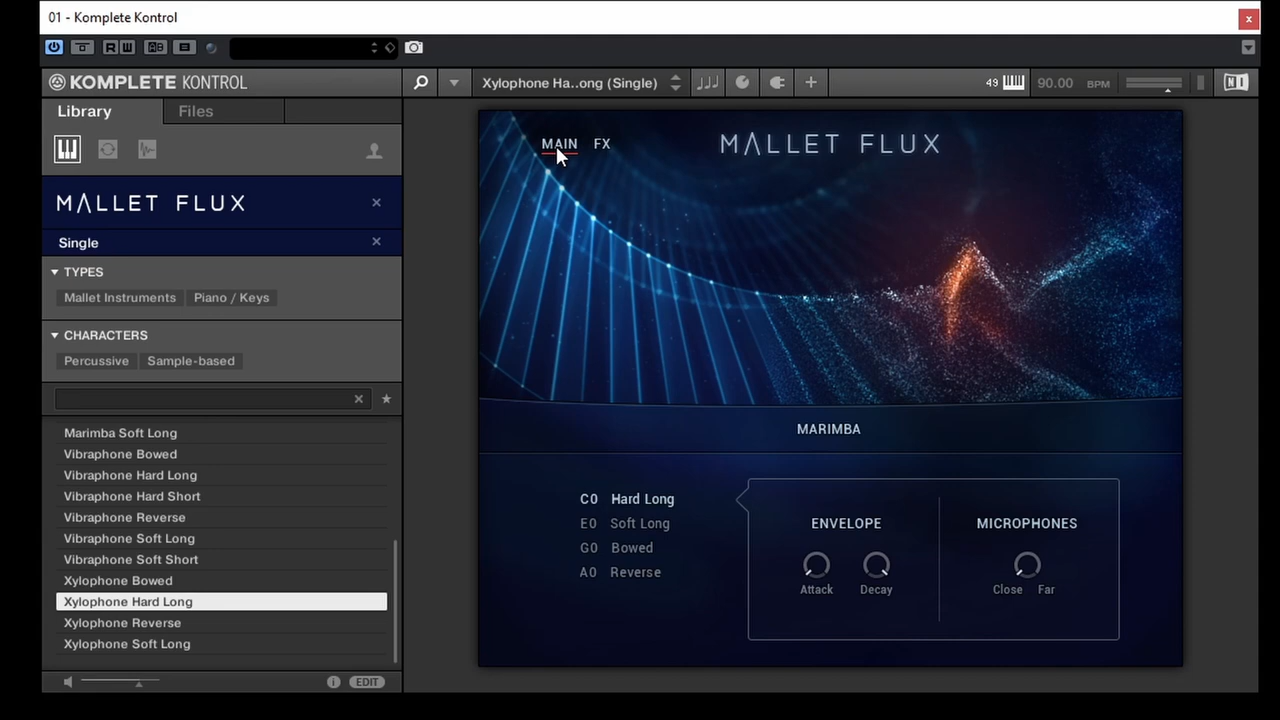 01 - Komplete Kontrol
x
R W
AB
KOMPLETE KONTROL
Xylophone Ha..ong (Single)
49
90.00 BPM
NI
Library
Files
MALLET FLUX
Single
TYPES
Mallet Instruments
Piano / Keys
CHARACTERS
Percussive
Sample-based
Marimba Soft Long
Vibraphone Bowed
Vibraphone Hard Long
Vibraphone Hard Short
Vibraphone Reverse
Vibraphone Soft Long
Vibraphone Soft Short
Xylophone Bowed
Xylophone Hard Long
Xylophone Reverse
Xylophone Soft Long
EDIT
MAIN FX
MALLET FLUX
MARIMBA
C0 Hard Long
E0 Soft Long
G0 Bowed
A0 Reverse
ENVELOPE
Attack Decay
MICROPHONES
Close Far